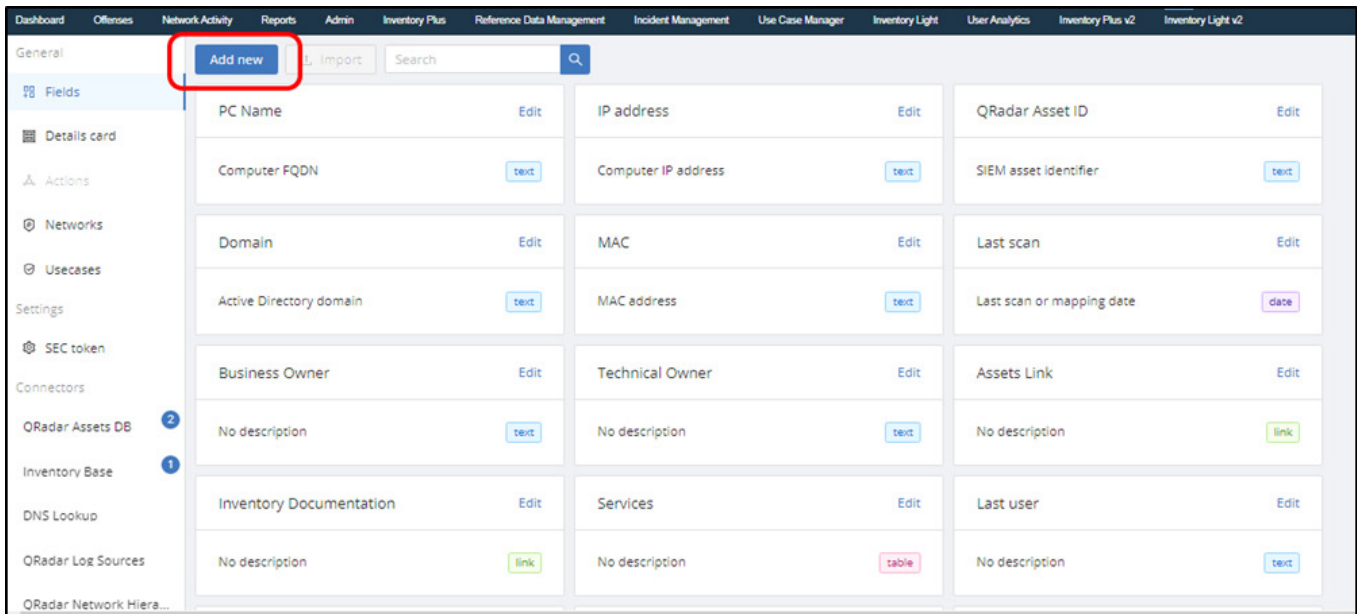 Dashboard Offenses Network Activity Reports Admin Inventory Plus Reference Data Management Incident Management Use Case Manager Inventory Light User Analytics Inventory Plus v2 Inventory Light v2
General
Fields
Details card
Actions
Networks
Usecases
Settings
SEC token
Connectors
QRadar Assets DB 2
Inventory Base 1
DNS Lookup
QRadar Log Sources
QRadar Network Hiera...
Add new Import Search
PC Name Edit
Computer FQDN text
IP address Edit
Computer IP address text
QRadar Asset ID Edit
SIEM asset identifier text
Domain Edit
Active Directory domain text
MAC Edit
MAC address text
Last scan Edit
Last scan or mapping date date
Business Owner Edit
No description text
Technical Owner Edit
No description text
Assets Link Edit
No description link
Inventory Documentation Edit
No description link
Services Edit
No description table
Last user Edit
No description text